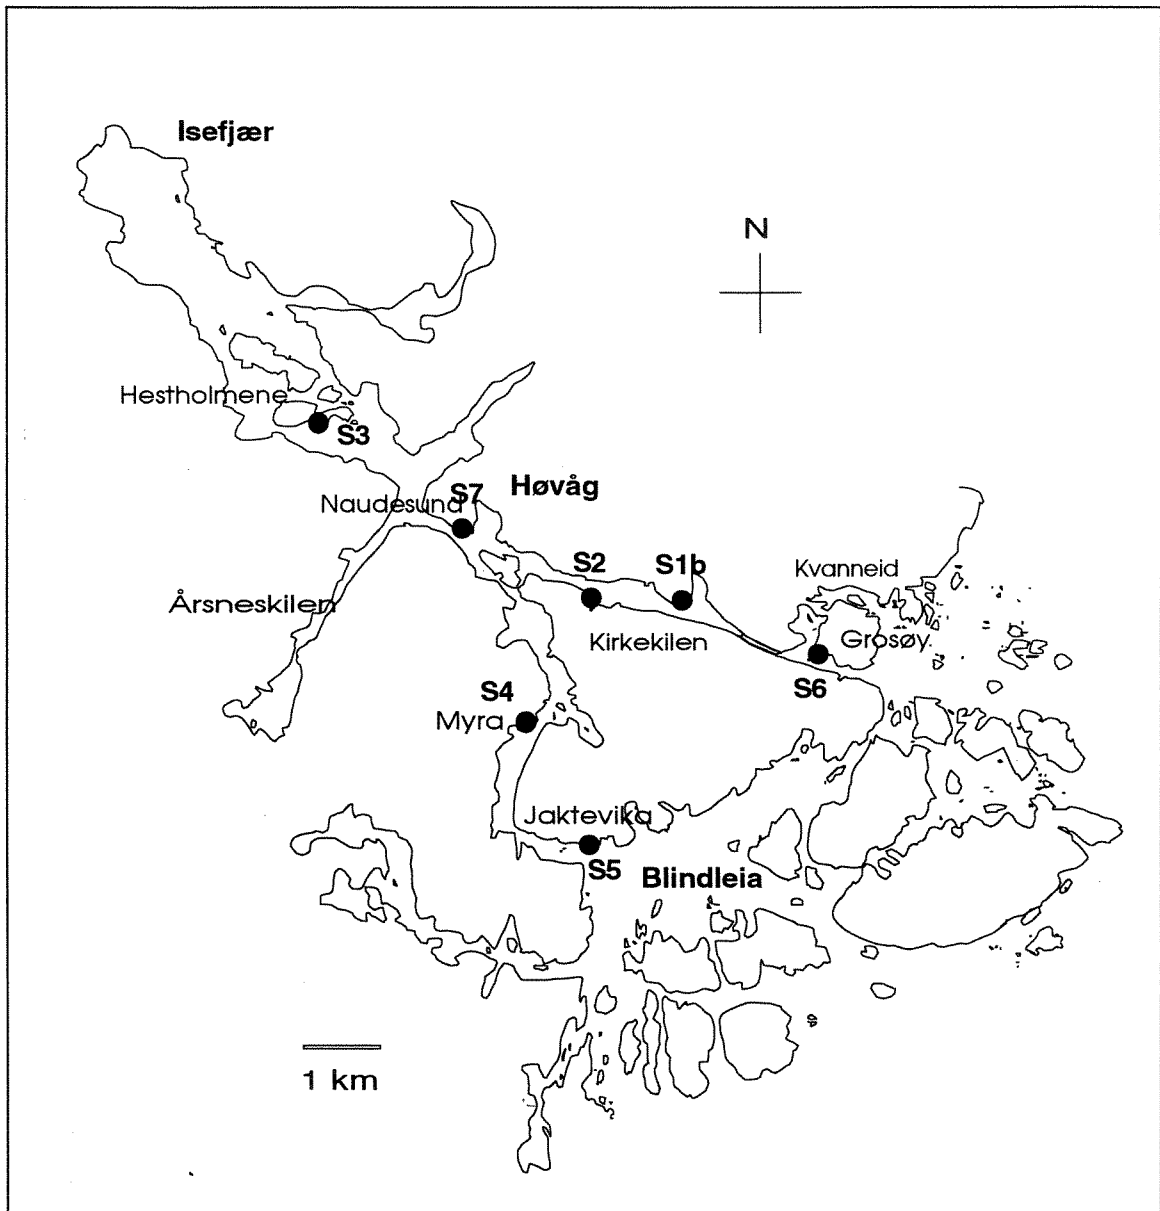 Isefjær
N
Hestholmene
S3
S7
Høvåg
Naudesund
S2
S1b
Kvanneid
Årsneskilen
Kirkekilen
Grosøy
S4
S6
Myra
Jaktevika
S5
Blindleia
1 km